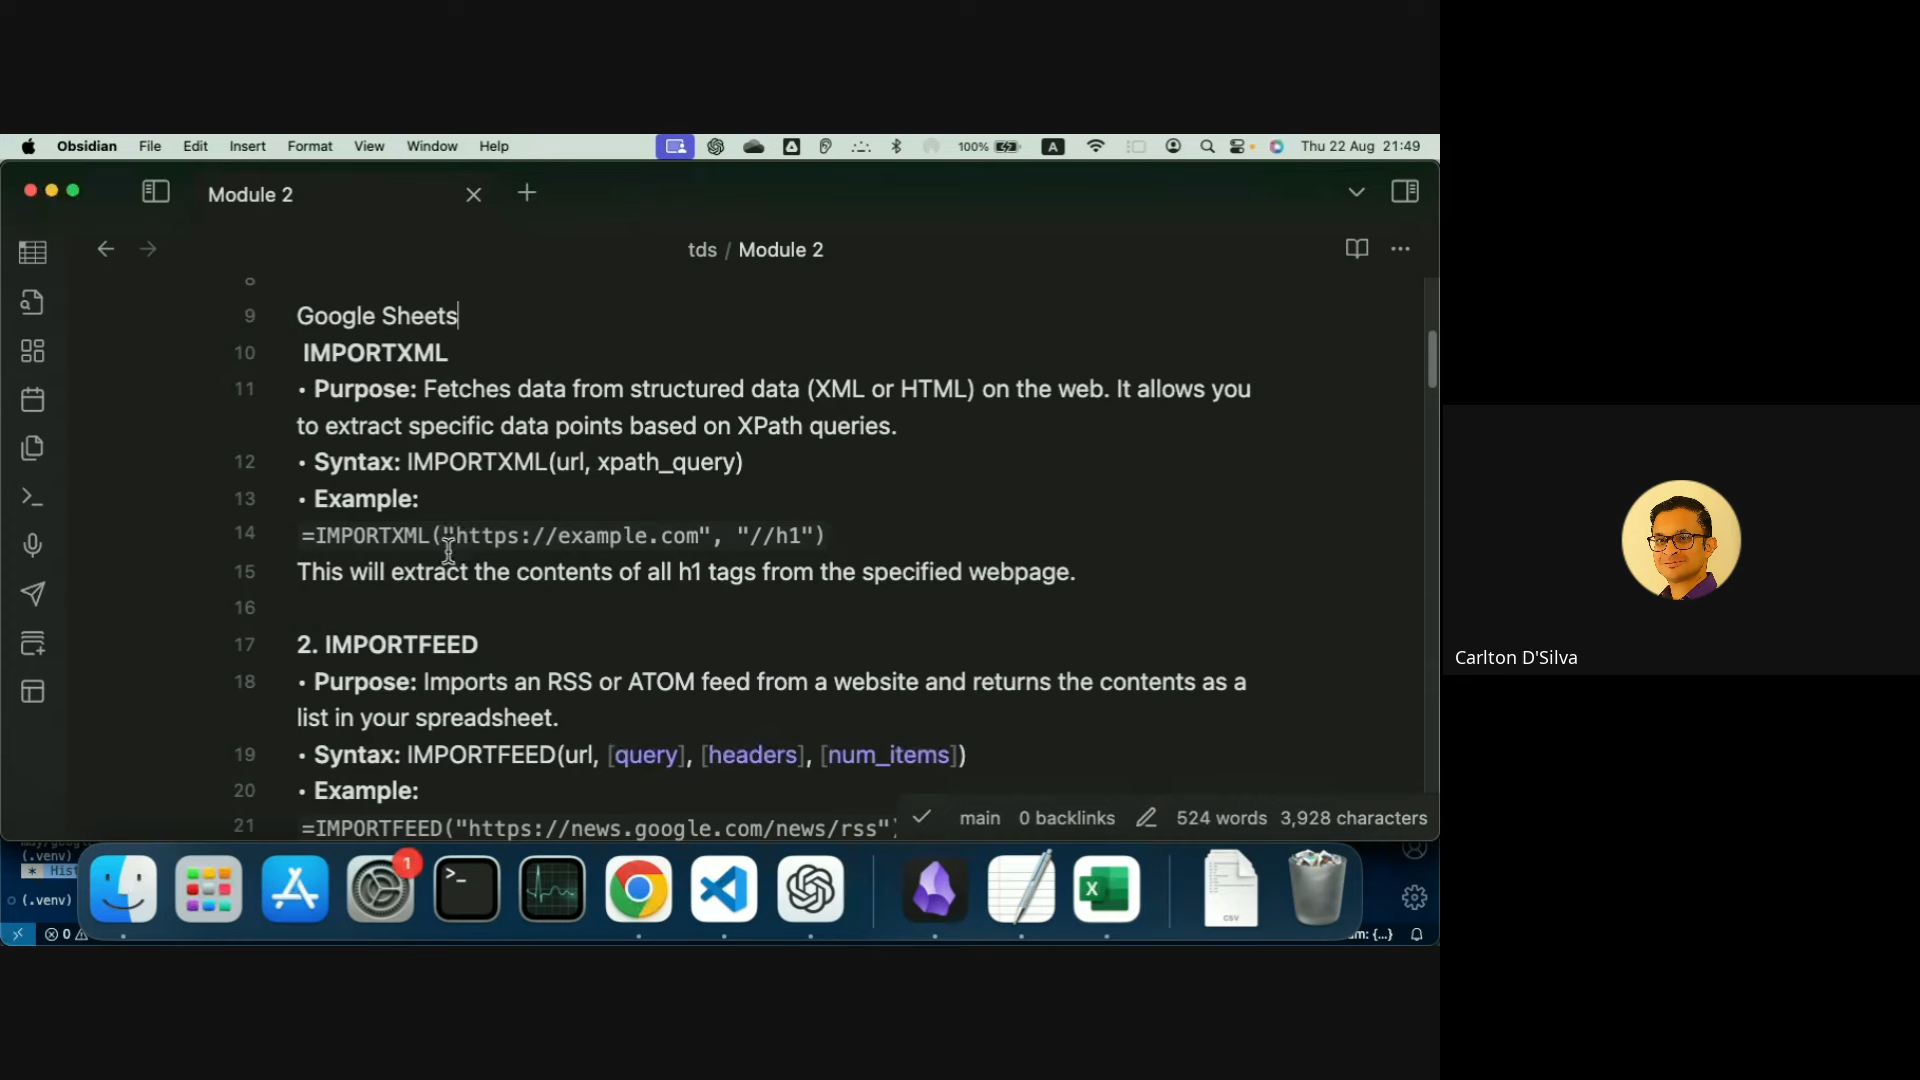 Obsidian File Edit Insert Format View Window Help 100% A Thu 22 Aug 21:49
Module 2
tds / Module 2
8
9 Google Sheets
10 IMPORTXML
11 • Purpose: Fetches data from structured data (XML or HTML) on the web. It allows you
to extract specific data points based on XPath queries.
12 • Syntax: IMPORTXML(url, xpath_query)
13 • Example:
14 =IMPORTXML("https://example.com", "//h1")
15 This will extract the contents of all h1 tags from the specified webpage.
16
17 2. IMPORTFEED
18 • Purpose: Imports an RSS or ATOM feed from a website and returns the contents as a
list in your spreadsheet.
19 • Syntax: IMPORTFEED(url, [query], [headers], [num_items])
20 • Example:
21 =IMPORTFEED("https://news.google.com/news/rss"
main 0 backlinks 524 words 3,928 characters
(.venv)
* Hist
(.venv)
1
>_
X
CSV
0
{...}
Carlton D'Silva